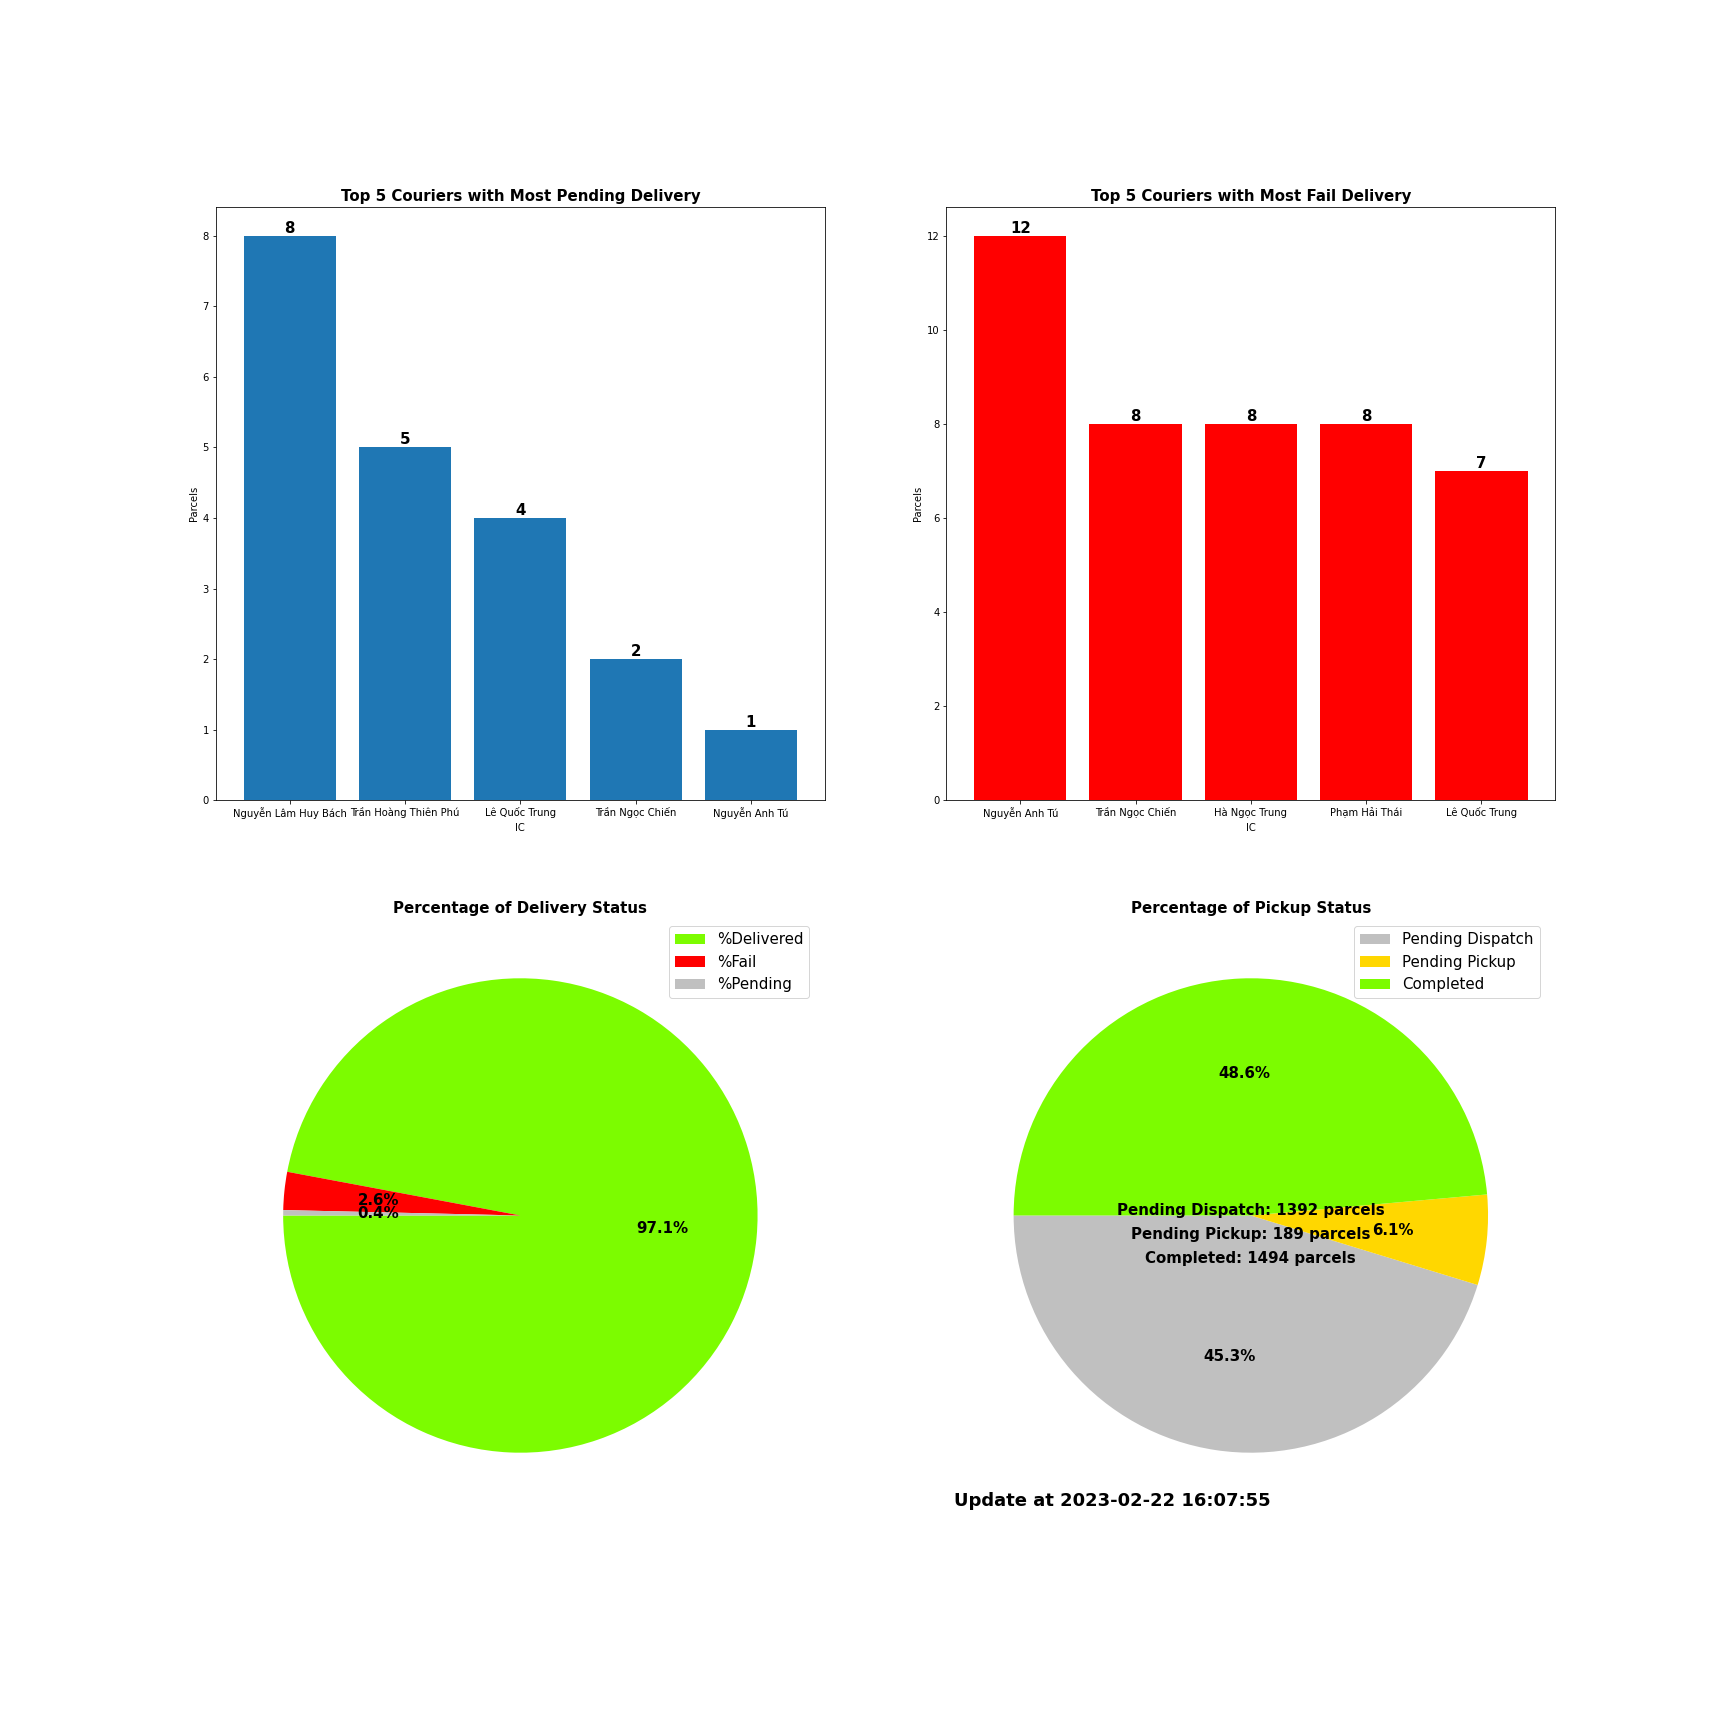 Top 5 Couriers with Most Pending Delivery
8
7
6
5
4
3
2
1
0
Parcels
8
5
4
2
1
Nguyễn Lâm Huy Bách Trần Hoàng Thiên Phú Lê Quốc Trung Trần Ngọc Chiến Nguyễn Anh Tú
IC
Top 5 Couriers with Most Fail Delivery
12
10
8
6
4
2
0
Parcels
12
8
8
8
7
Nguyễn Anh Tú Trần Ngọc Chiến Hà Ngọc Trung Phạm Hải Thái Lê Quốc Trung
IC
Percentage of Delivery Status
%Delivered
%Fail
%Pending
2.6%
0.4%
97.1%
Percentage of Pickup Status
Pending Dispatch
Pending Pickup
Completed
48.6%
Pending Dispatch: 1392 parcels
Pending Pickup: 189 parcels
6.1%
Completed: 1494 parcels
45.3%
Update at 2023-02-22 16:07:55